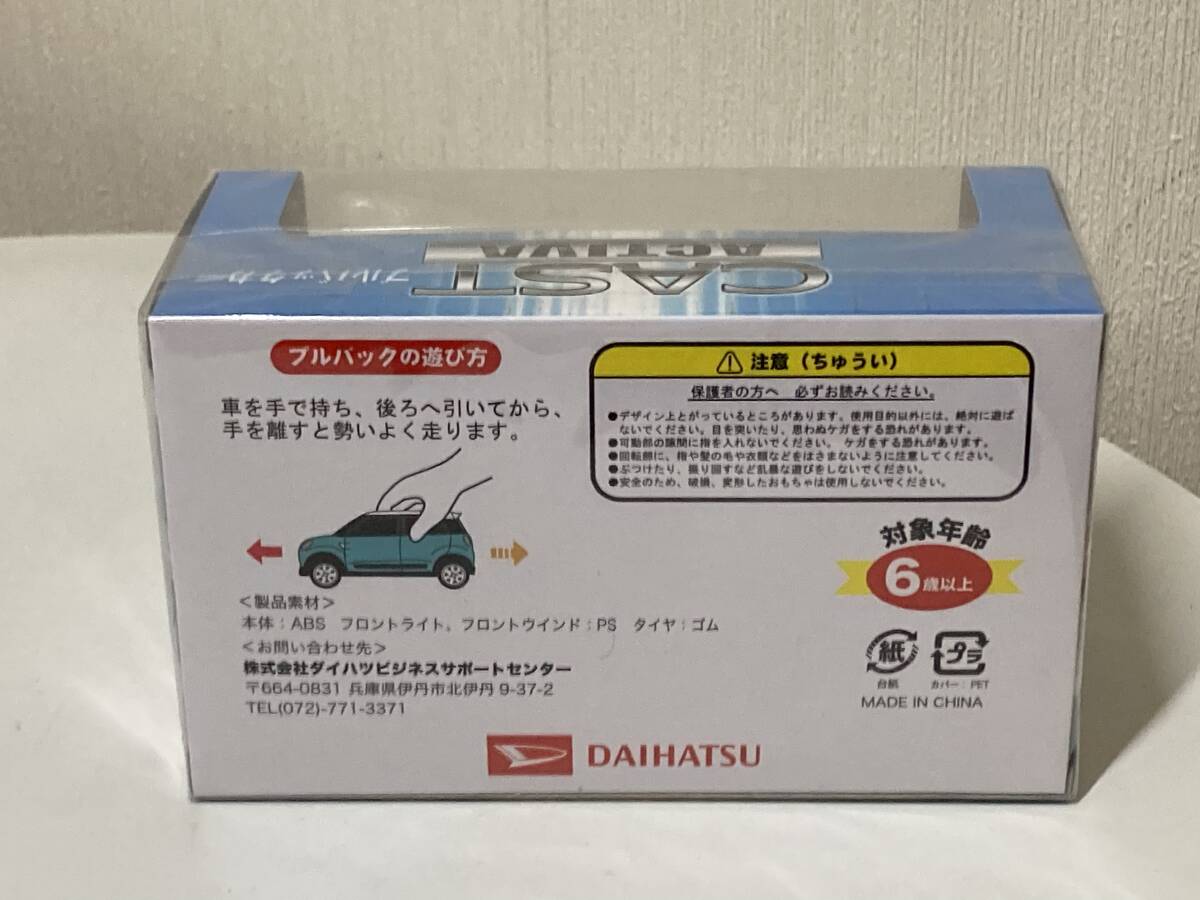 ACTIVA
CAST
プルバックカー
プルバックの遊び方
車を手で持ち、後ろへ引いてから、
手を離すと勢いよく走ります。
注意（ちゅうい）
保護者の方へ　必ずお読みください。
●デザイン上とがっているところがあります。使用目的以外には、絶対に遊ば
ないでください。目を突いたり、思わぬケガをする恐れがあります。
●可動部の隙間に指を入れないでください。ケガをする恐れがあります。
●回転部に、指や髪の毛や衣類などをはさまないように注意してください。
●ぶつけたり、振り回すなど乱暴な遊びをしないでください。
●安全のため、破損、変形したおもちゃは使用しないでください。
対象年齢
6歳以上
＜製品素材＞
本体：ABS　フロントライト。フロントウインド：PS　タイヤ：ゴム
＜お問い合わせ先＞
株式会社ダイハツビジネスサポートセンター
〒664-0831 兵庫県伊丹市北伊丹 9-37-2
TEL(072)-771-3371
紙
台紙
プラ
カバー：PET
MADE IN CHINA
DAIHATSU